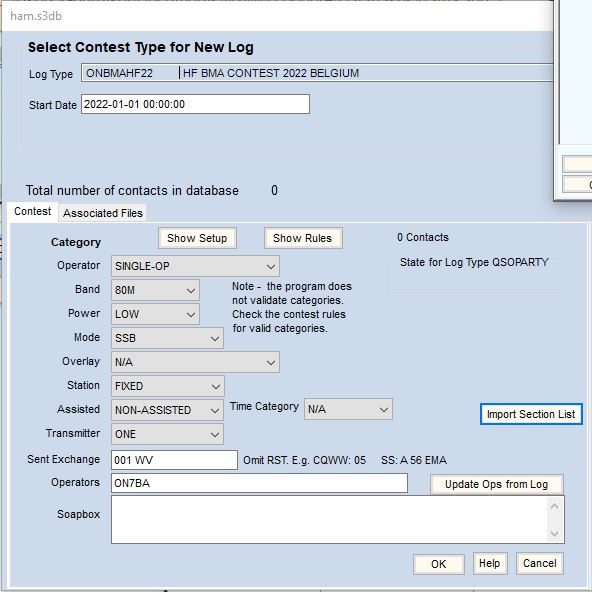 ham.s3db
Select Contest Type for New Log
Log Type ONBMAHF22 HF BMA CONTEST 2022 BELGIUM
Start Date 2022-01-01 00:00:00
Total number of contacts in database 0
Contest Associated Files
Category Show Setup Show Rules 0 Contacts
State for Log Type QSOPARTY
Operator SINGLE-OP
Band 80M
Note - the program does
not validate categories.
Check the contest rules
for valid categories.
Power LOW
Mode SSB
Overlay N/A
Station FIXED
Assisted NON-ASSISTED Time Category N/A
Import Section List
Transmitter ONE
Sent Exchange 001 WV Omit RST. E.g. CQWW: 05 SS: A 56 EMA
Operators ON7BA Update Ops from Log
Soapbox
OK Help Cancel